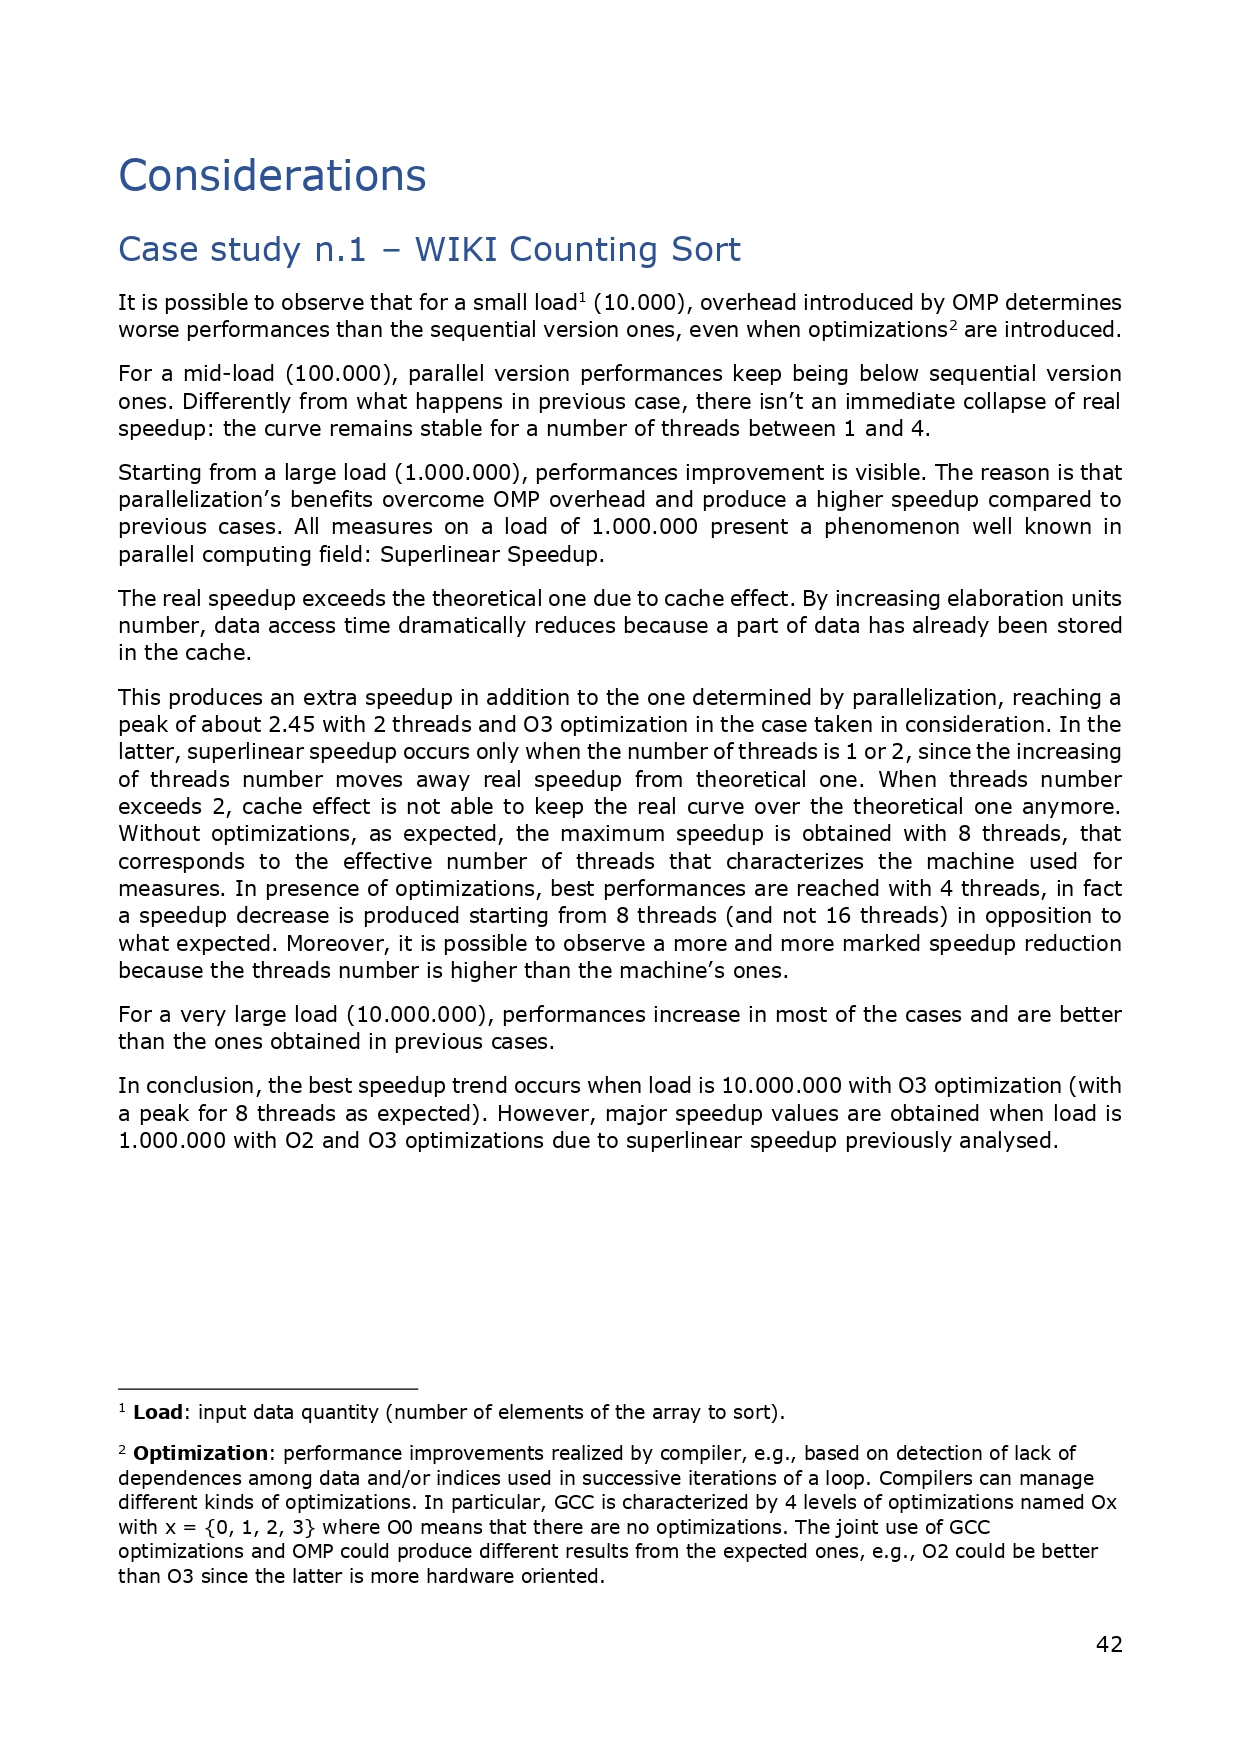 Considerations
Case study n.1 – WIKI Counting Sort
It is possible to observe that for a small load¹ (10.000), overhead introduced by OMP determines
worse performances than the sequential version ones, even when optimizations² are introduced.
For a mid-load (100.000), parallel version performances keep being below sequential version
ones. Differently from what happens in previous case, there isn’t an immediate collapse of real
speedup: the curve remains stable for a number of threads between 1 and 4.
Starting from a large load (1.000.000), performances improvement is visible. The reason is that
parallelization’s benefits overcome OMP overhead and produce a higher speedup compared to
previous cases. All measures on a load of 1.000.000 present a phenomenon well known in
parallel computing field: Superlinear Speedup.
The real speedup exceeds the theoretical one due to cache effect. By increasing elaboration units
number, data access time dramatically reduces because a part of data has already been stored
in the cache.
This produces an extra speedup in addition to the one determined by parallelization, reaching a
peak of about 2.45 with 2 threads and O3 optimization in the case taken in consideration. In the
latter, superlinear speedup occurs only when the number of threads is 1 or 2, since the increasing
of threads number moves away real speedup from theoretical one. When threads number
exceeds 2, cache effect is not able to keep the real curve over the theoretical one anymore.
Without optimizations, as expected, the maximum speedup is obtained with 8 threads, that
corresponds to the effective number of threads that characterizes the machine used for
measures. In presence of optimizations, best performances are reached with 4 threads, in fact
a speedup decrease is produced starting from 8 threads (and not 16 threads) in opposition to
what expected. Moreover, it is possible to observe a more and more marked speedup reduction
because the threads number is higher than the machine’s ones.
For a very large load (10.000.000), performances increase in most of the cases and are better
than the ones obtained in previous cases.
In conclusion, the best speedup trend occurs when load is 10.000.000 with O3 optimization (with
a peak for 8 threads as expected). However, major speedup values are obtained when load is
1.000.000 with O2 and O3 optimizations due to superlinear speedup previously analysed.
¹ Load: input data quantity (number of elements of the array to sort).
² Optimization: performance improvements realized by compiler, e.g., based on detection of lack of
dependences among data and/or indices used in successive iterations of a loop. Compilers can manage
different kinds of optimizations. In particular, GCC is characterized by 4 levels of optimizations named Ox
with x = {0, 1, 2, 3} where O0 means that there are no optimizations. The joint use of GCC
optimizations and OMP could produce different results from the expected ones, e.g., O2 could be better
than O3 since the latter is more hardware oriented.
42